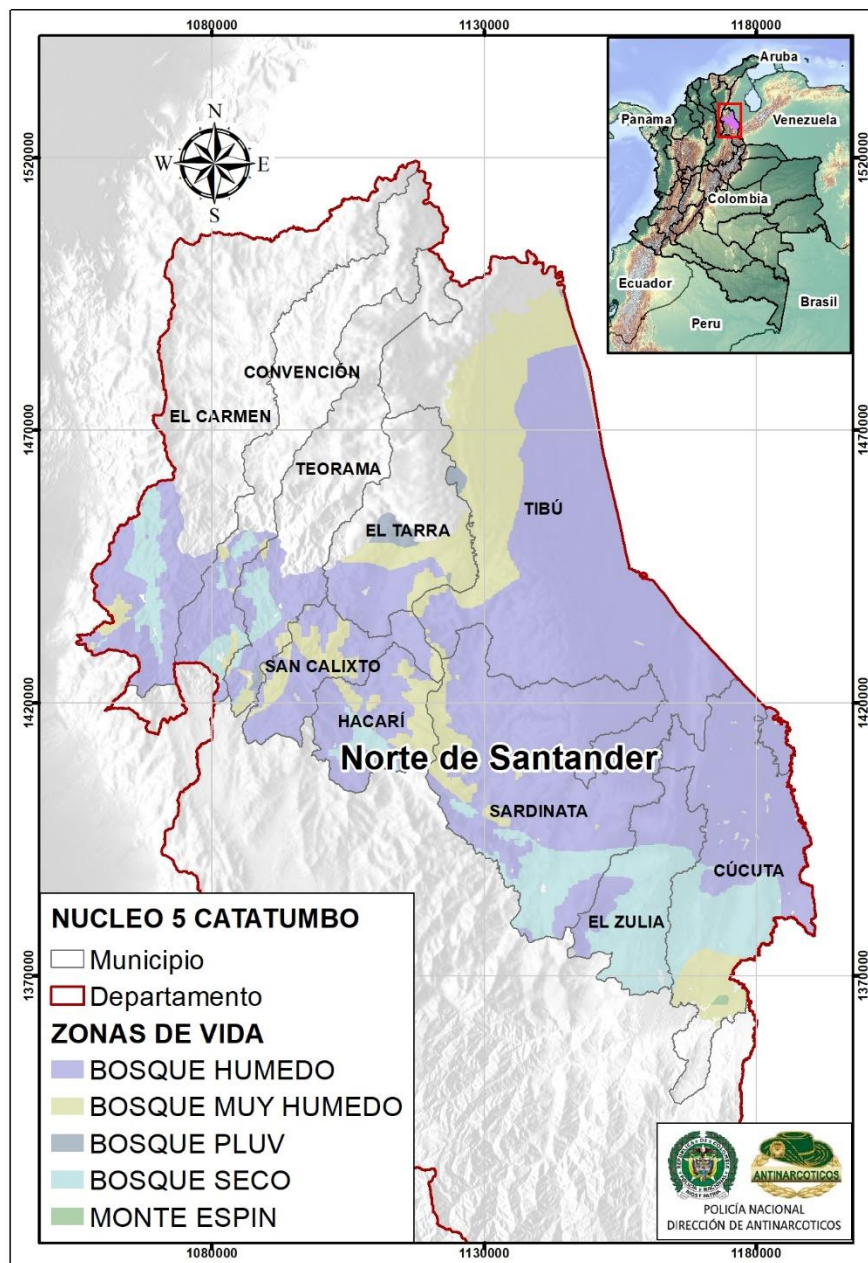 1080000
1130000
1180000
1520000
1470000
1420000
1370000
1520000
1470000
1420000
1370000
N
W
E
S
Aruba
Panama
Venezuela
Colombia
Ecuador
Brasil
Peru
CONVENCIÓN
EL CARMEN
TEORAMA
EL TARRA
TIBÚ
SAN CALIXTO
HACARÍ
Norte de Santander
SARDINATA
CÚCUTA
EL ZULIA
NUCLEO 5 CATATUMBO
Municipio
Departamento
ZONAS DE VIDA
BOSQUE HUMEDO
BOSQUE MUY HUMEDO
BOSQUE PLUV
BOSQUE SECO
MONTE ESPIN
ANTINARCOTICOS
POLICÍA NACIONAL
DIRECCIÓN DE ANTINARCOTICOS
1080000
1130000
1180000